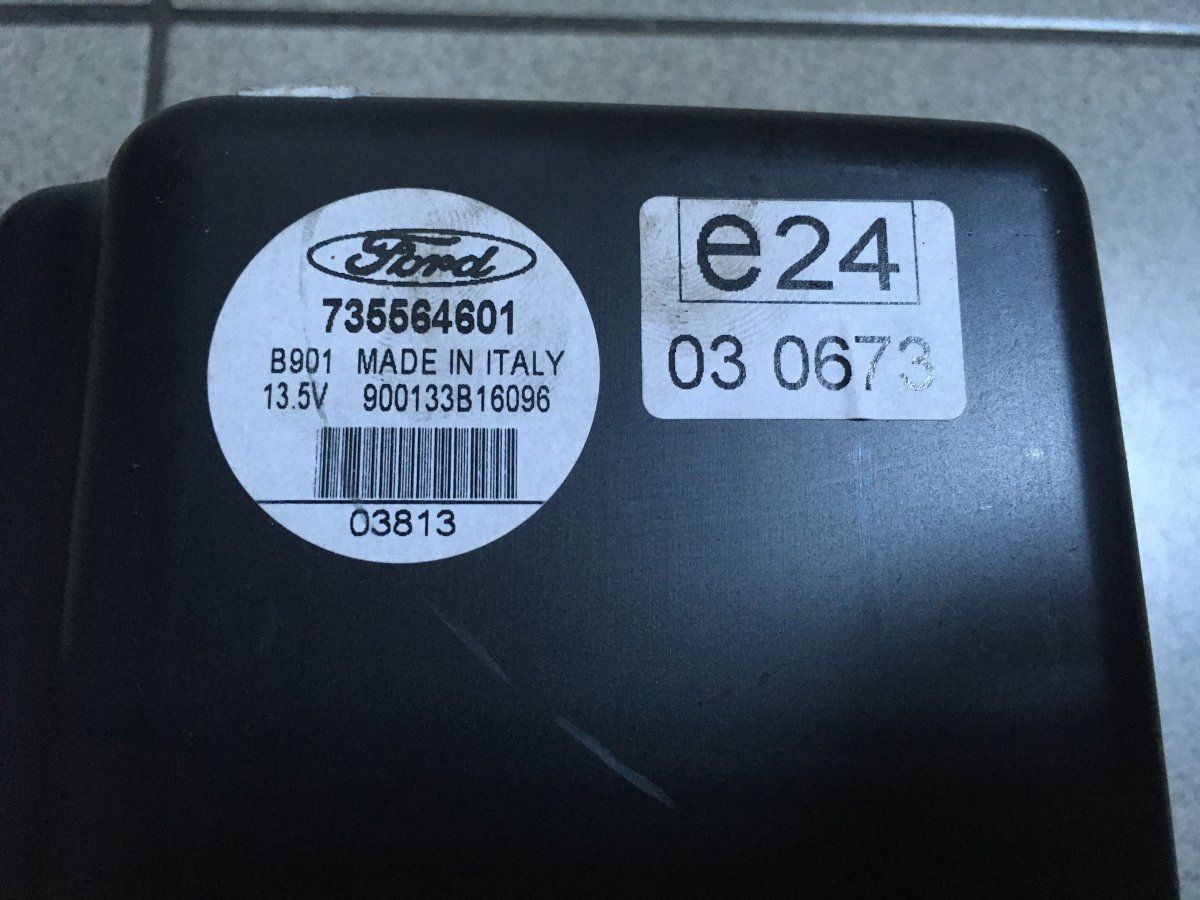 Ford
735564601
B901 MADE IN ITALY
13.5V 900133B16096
03813
e24
03 0673